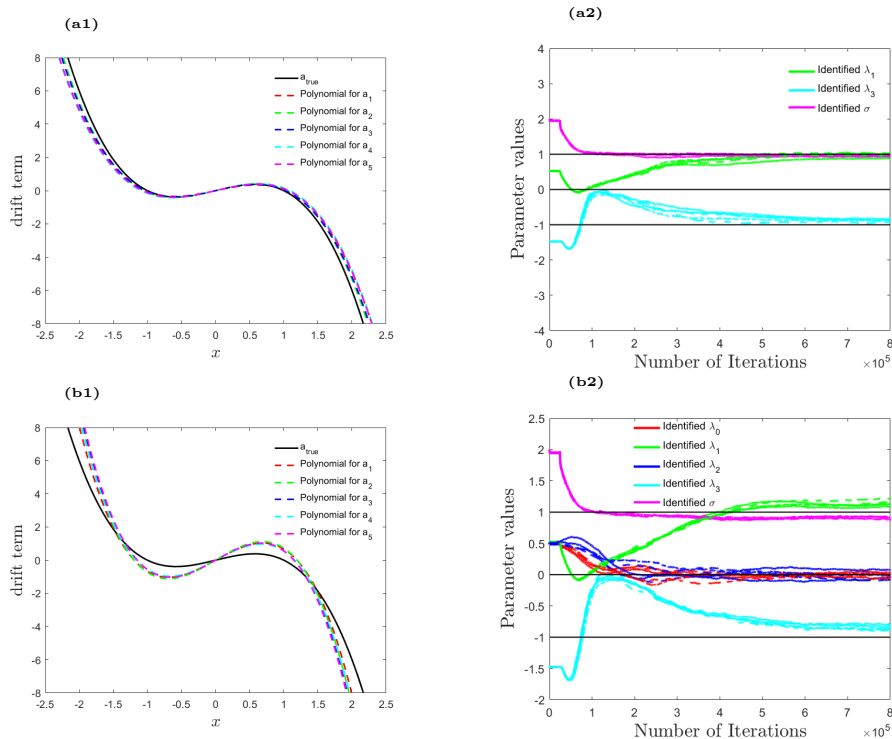 (a1)
8
6
4
2
0
-2
-4
-6
-8
drift term
-2.5 -2 -1.5 -1 -0.5 0 0.5 1 1.5 2 2.5
x
a_true
Polynomial for a_1
Polynomial for a_2
Polynomial for a_3
Polynomial for a_4
Polynomial for a_5
(a2)
4
3
2
1
0
-1
-2
-3
-4
Parameter values
0 1 2 3 4 5 6 7 8
Number of Iterations
×10^5
Identified λ_1
Identified λ_3
Identified σ
(b1)
8
6
4
2
0
-2
-4
-6
-8
drift term
-2.5 -2 -1.5 -1 -0.5 0 0.5 1 1.5 2 2.5
x
a_true
Polynomial for a_1
Polynomial for a_2
Polynomial for a_3
Polynomial for a_4
Polynomial for a_5
(b2)
2.5
2
1.5
1
0.5
0
-0.5
-1
-1.5
-2
Parameter values
0 1 2 3 4 5 6 7 8
Number of Iterations
×10^5
Identified λ_0
Identified λ_1
Identified λ_2
Identified λ_3
Identified σ